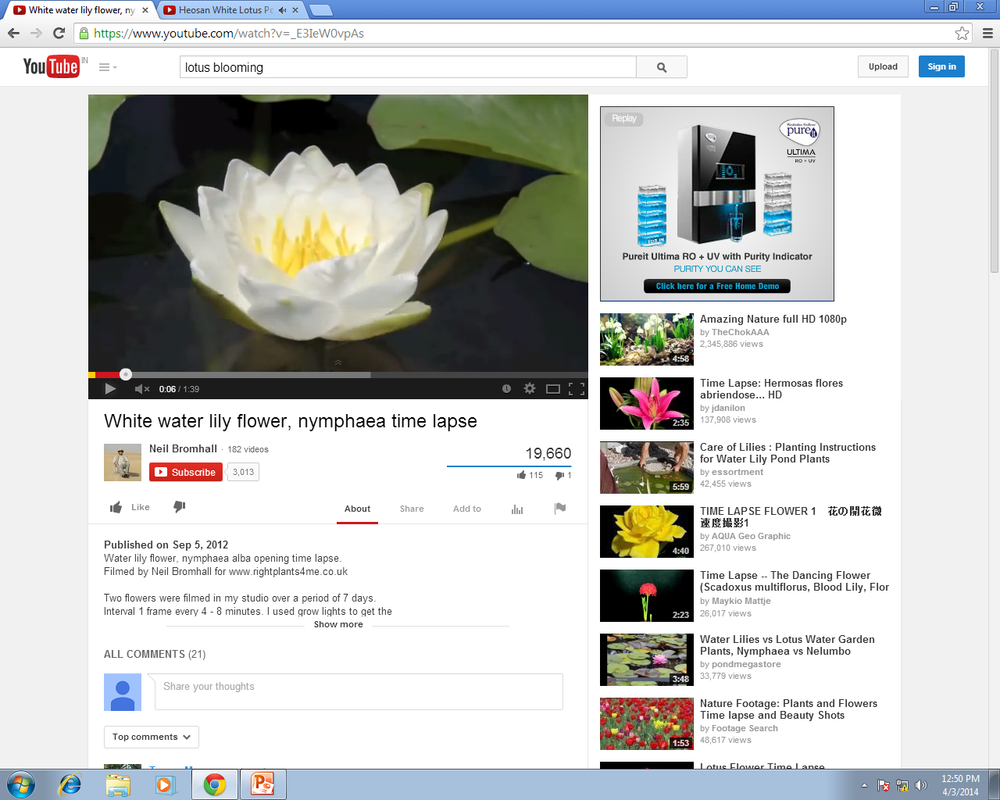 White water lily flower, ny
Heosan White Lotus Po
https://www.youtube.com/watch?v=_E3IeW0vpAs
YouTube IN
lotus blooming
Upload
Sign in
Replay
pure it
ULTIMA
RO + UV
Pureit Ultima RO + UV with Purity Indicator
PURITY YOU CAN SEE
Click here for a Free Home Demo
0:06 / 1:39
White water lily flower, nymphaea time lapse
Neil Bromhall · 182 videos
Subscribe 3,013
19,660
115 1
Like
About Share Add to
Published on Sep 5, 2012
Water lily flower, nymphaea alba opening time lapse.
Filmed by Neil Bromhall for www.rightplants4me.co.uk
Two flowers were filmed in my studio over a period of 7 days.
Interval 1 frame every 4 - 8 minutes. I used grow lights to get the
Show more
ALL COMMENTS (21)
Share your thoughts
Top comments
4:58
Amazing Nature full HD 1080p
by TheChokAAA
2,345,886 views
2:35
Time Lapse: Hermosas flores
abriendose... HD
by jdanilon
137,908 views
5:59
Care of Lilies : Planting Instructions
for Water Lily Pond Plants
by essortment
42,455 views
4:40
TIME LAPSE FLOWER 1 花の開花微
速度撮影1
by AQUA Geo Graphic
267,010 views
2:23
Time Lapse -- The Dancing Flower
(Scadoxus multiflorus, Blood Lily, Flor
by Maykio Mattje
26,017 views
3:48
Water Lilies vs Lotus Water Garden
Plants, Nymphaea vs Nelumbo
by pondmegastore
33,779 views
1:53
Nature Footage: Plants and Flowers
Time lapse and Beauty Shots
by Footage Search
48,617 views
Lotus Flower Time Lapse
12:50 PM
4/3/2014